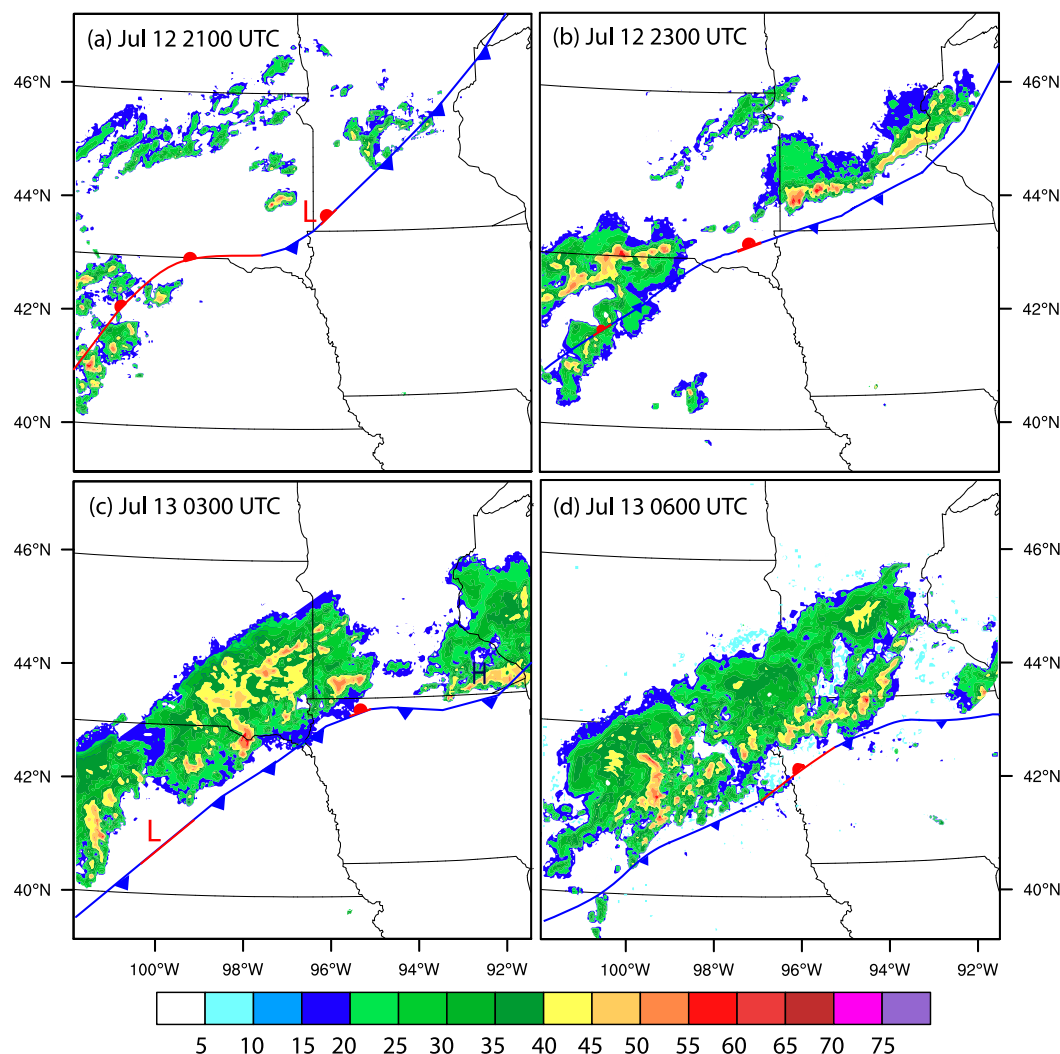 (a) Jul 12 2100 UTC
(b) Jul 12 2300 UTC
46°N
46°N
44°N
44°N
L
42°N
42°N
40°N
40°N
(c) Jul 13 0300 UTC
(d) Jul 13 0600 UTC
46°N
46°N
44°N
44°N
H
42°N
42°N
L
40°N
40°N
100°W 98°W 96°W 94°W 92°W 100°W 98°W 96°W 94°W 92°W
5 10 15 20 25 30 35 40 45 50 55 60 65 70 75